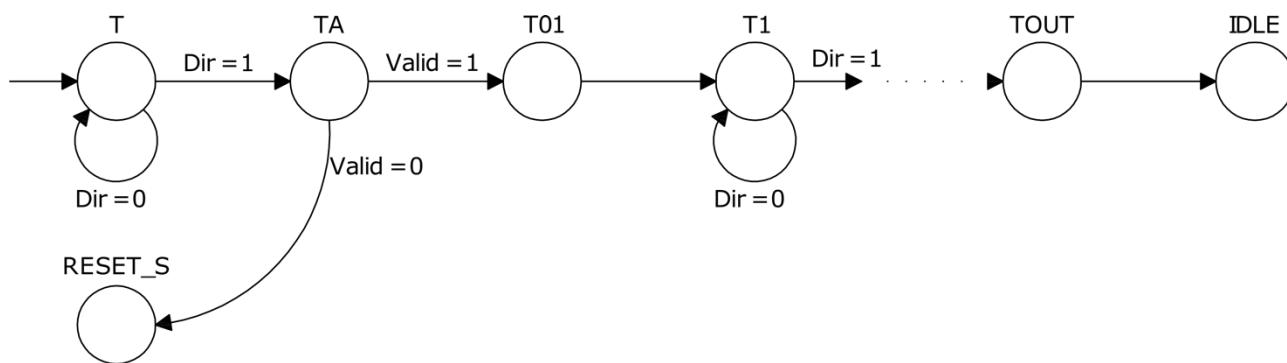 T
TA
T01
T1
TOUT
IDLE
Dir=1
Valid=1
Dir=1
Valid=0
Dir=0
Dir=0
RESET_S